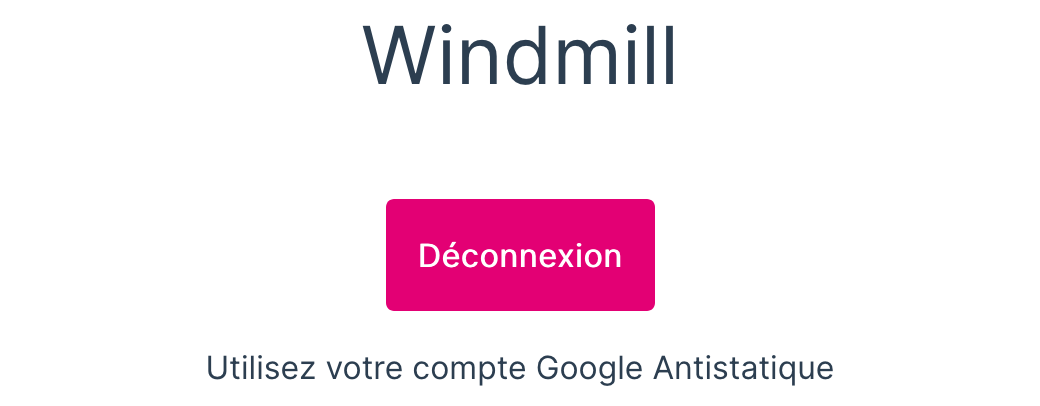 Windmill
Déconnexion
Utilisez votre compte Google Antistatique